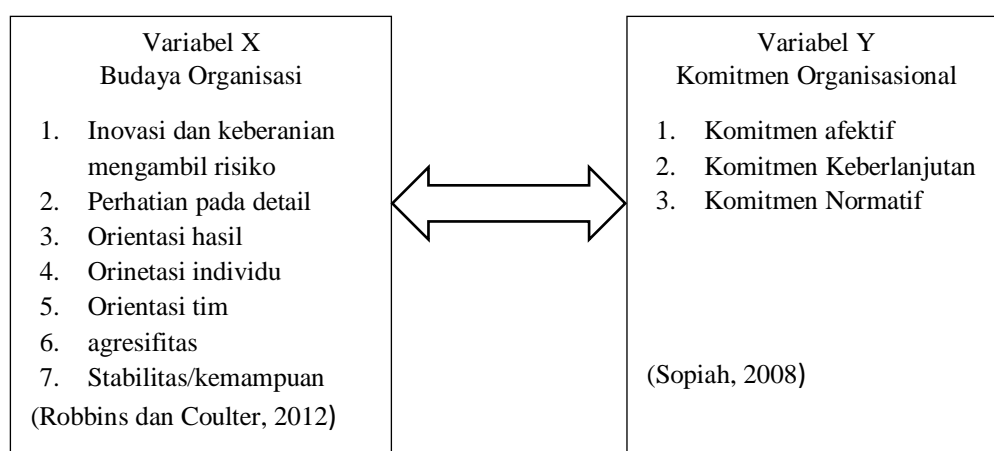 Variabel X
Budaya Organisasi
1. Inovasi dan keberanian
mengambil risiko
2. Perhatian pada detail
3. Orientasi hasil
4. Orinetasi individu
5. Orientasi tim
6. agresifitas
7. Stabilitas/kemampuan
(Robbins dan Coulter, 2012)
Variabel Y
Komitmen Organisasional
1. Komitmen afektif
2. Komitmen Keberlanjutan
3. Komitmen Normatif
(Sopiah, 2008)